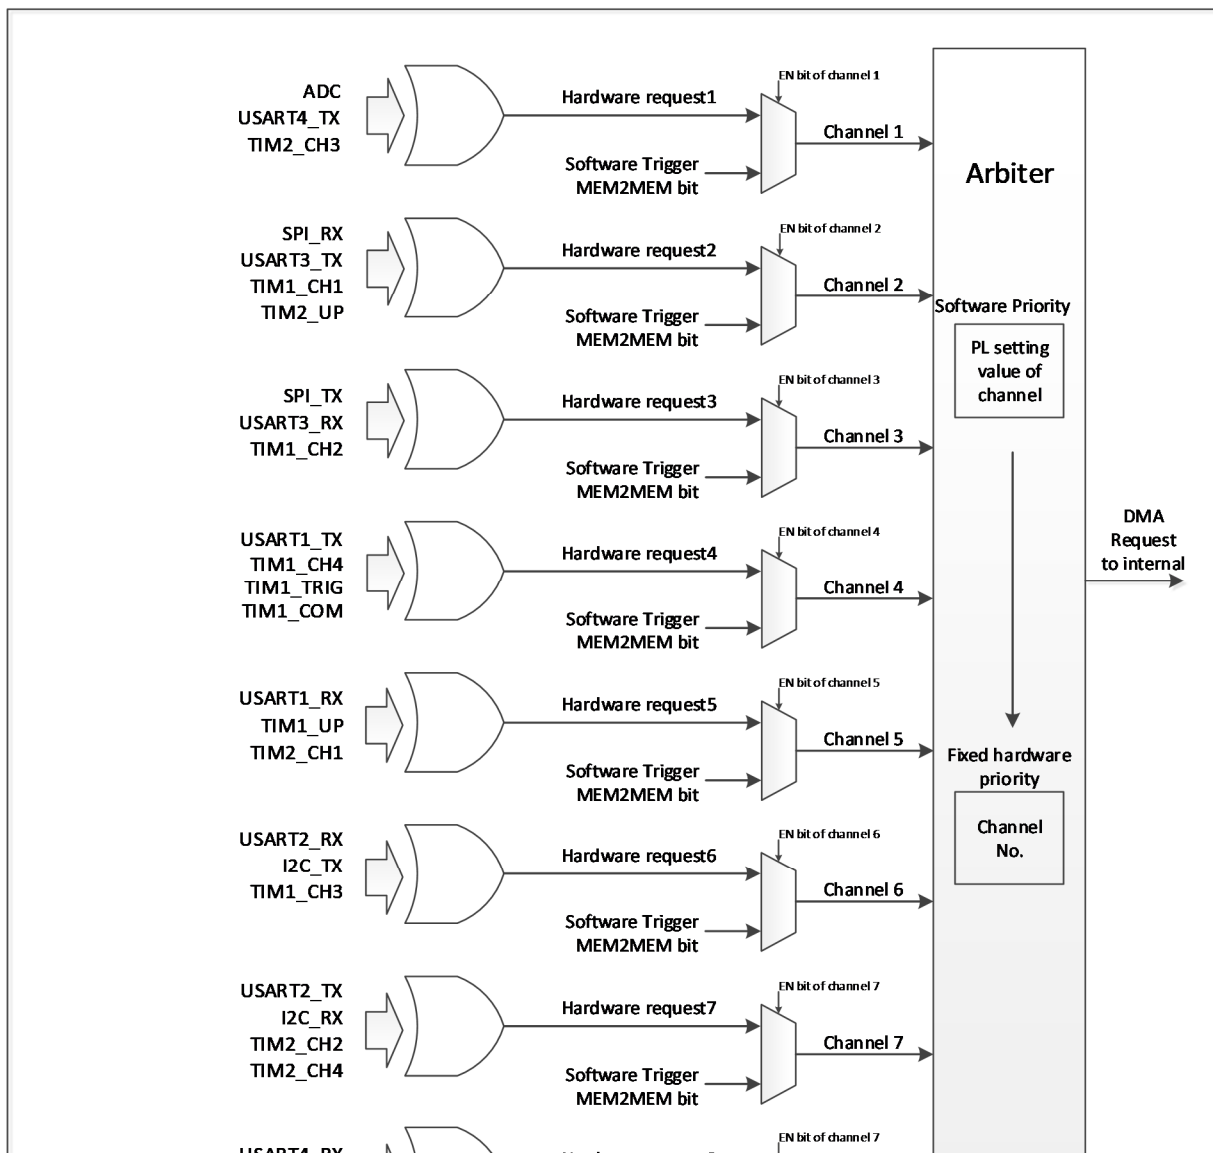 ADC
USART4_TX
TIM2_CH3
Hardware request1
EN bit of channel 1
Software Trigger
MEM2MEM bit
Channel 1
Arbiter
SPI_RX
USART3_TX
TIM1_CH1
TIM2_UP
Hardware request2
EN bit of channel 2
Software Trigger
MEM2MEM bit
Channel 2
Software Priority
PL setting
value of
channel
SPI_TX
USART3_RX
TIM1_CH2
Hardware request3
EN bit of channel 3
Software Trigger
MEM2MEM bit
Channel 3
USART1_TX
TIM1_CH4
TIM1_TRIG
TIM1_COM
Hardware request4
EN bit of channel 4
Software Trigger
MEM2MEM bit
Channel 4
DMA
Request
to internal
USART1_RX
TIM1_UP
TIM2_CH1
Hardware request5
EN bit of channel 5
Software Trigger
MEM2MEM bit
Channel 5
Fixed hardware
priority
Channel
No.
USART2_RX
I2C_TX
TIM1_CH3
Hardware request6
EN bit of channel 6
Software Trigger
MEM2MEM bit
Channel 6
USART2_TX
I2C_RX
TIM2_CH2
TIM2_CH4
Hardware request7
EN bit of channel 7
Software Trigger
MEM2MEM bit
Channel 7
EN bit of channel 7
USART4_RX